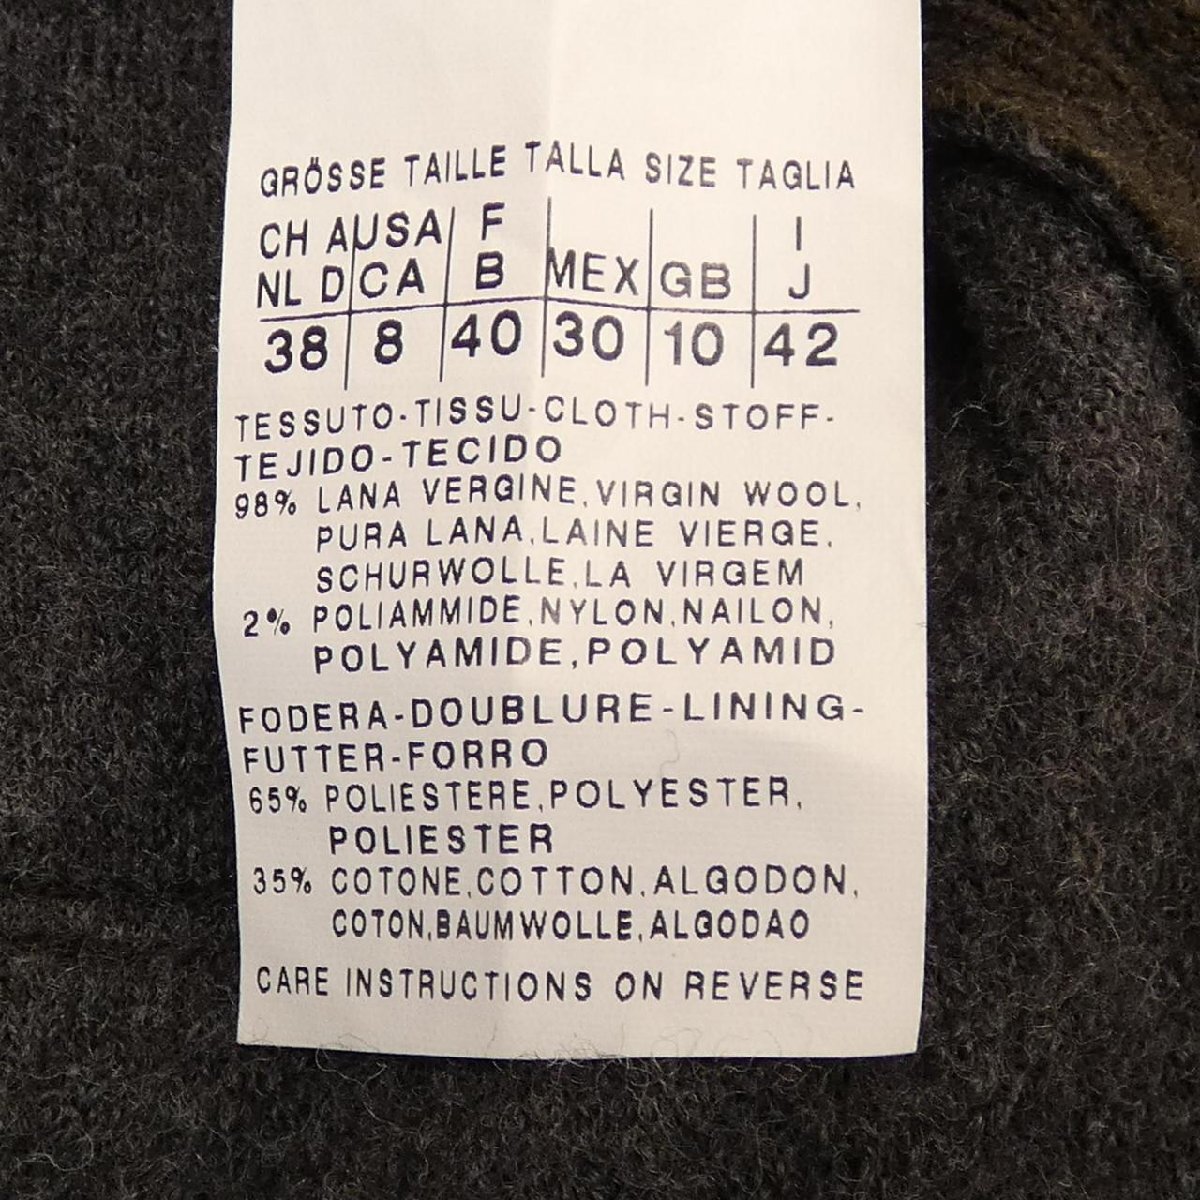 GRÖSSE TAILLE TALLA SIZE TAGLIA
CH A USA F I
NL D CA B MEX GB J
38 8 40 30 10 42
TESSUTO-TISSU-CLOTH-STOFF-
TEJIDO-TECIDO
98% LANA VERGINE,VIRGIN WOOL,
PURA LANA,LAINE VIERGE,
SCHURWOLLE,LA VIRGEM
2% POLIAMMIDE,NYLON,NAILON,
POLYAMIDE,POLYAMID
FODERA-DOUBLURE-LINING-
FUTTER-FORRO
65% POLIESTERE,POLYESTER,
POLIESTER
35% COTONE,COTTON,ALGODON,
COTON,BAUMWOLLE,ALGODAO
CARE INSTRUCTIONS ON REVERSE